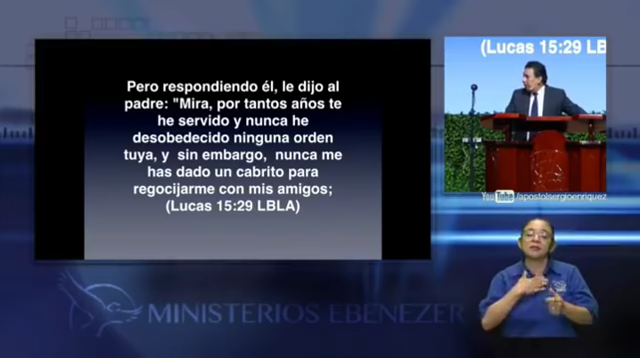 Pero respondiendo él, le dijo al
padre: "Mira, por tantos años te
he servido y nunca he
desobedecido ninguna orden
tuya, y sin embargo, nunca me
has dado un cabrito para
regocijarme con mis amigos;
(Lucas 15:29 LBLA)
(Lucas 15:29 LB
YouTube /apostolsergioenriquez
MINISTERIOS EBENEZER